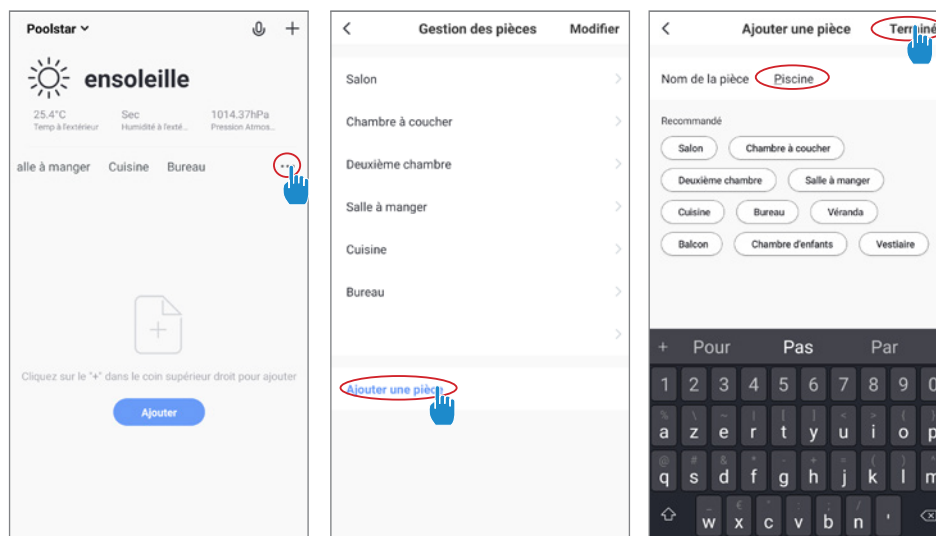 Poolstar
ensoleille
25.4°C Sec 1014.37hPa
Temp à l'extérieur Humidité à l'exté... Pression Atmos...
alle à manger Cuisine Bureau ...
+
Cliquez sur le "+" dans le coin supérieur droit pour ajouter
Ajouter
Gestion des pièces Modifier
Salon
Chambre à coucher
Deuxième chambre
Salle à manger
Cuisine
Bureau
Ajouter une pièce
Ajouter une pièce Terminé
Nom de la pièce Piscine
Recommandé
Salon Chambre à coucher
Deuxième chambre Salle à manger
Cuisine Bureau Véranda
Balcon Chambre d'enfants Vestiaire
+ Pour Pas Par
1 2 3 4 5 6 7 8 9 0
a z e r t y u i o p
q s d f g h j k l m
w x c v b n '